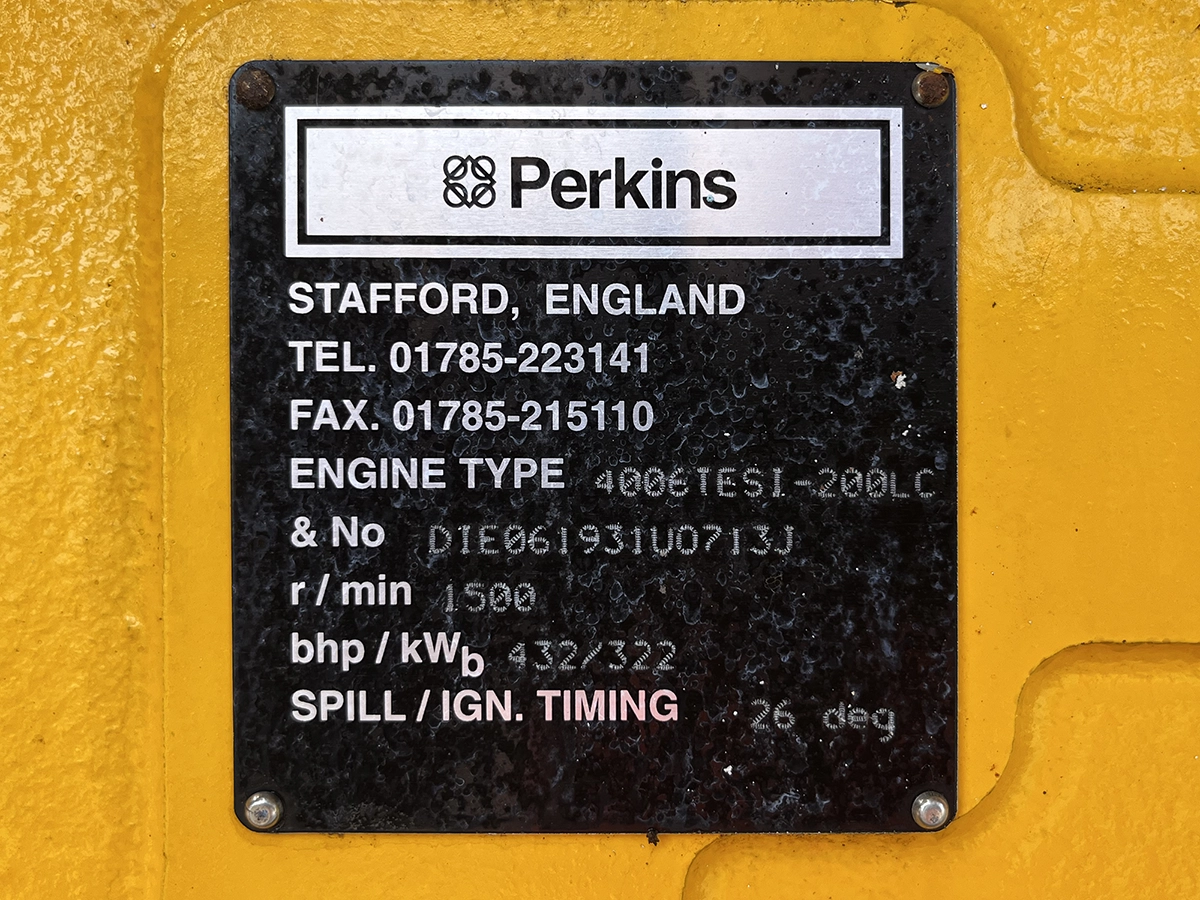 Perkins
STAFFORD, ENGLAND
TEL. 01785-223141
FAX. 01785-215110
ENGINE TYPE 4006TESI-200LC
& No DIE061931U0713J
r / min 1500
bhp / kWb 432/322
SPILL / IGN. TIMING 26 deg